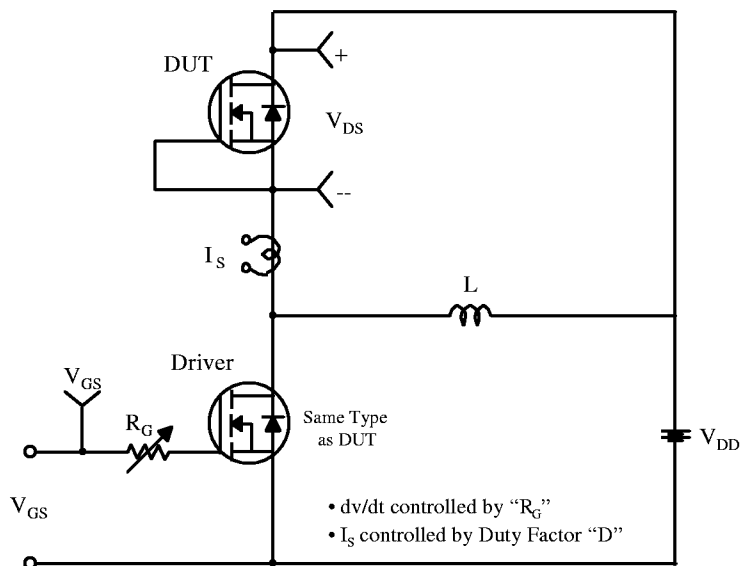 DUT
+
V_DS
--
I_S
L
Driver
V_GS
R_G
Same Type
as DUT
V_DD
V_GS
• dv/dt controlled by “R_G”
• I_S controlled by Duty Factor “D”